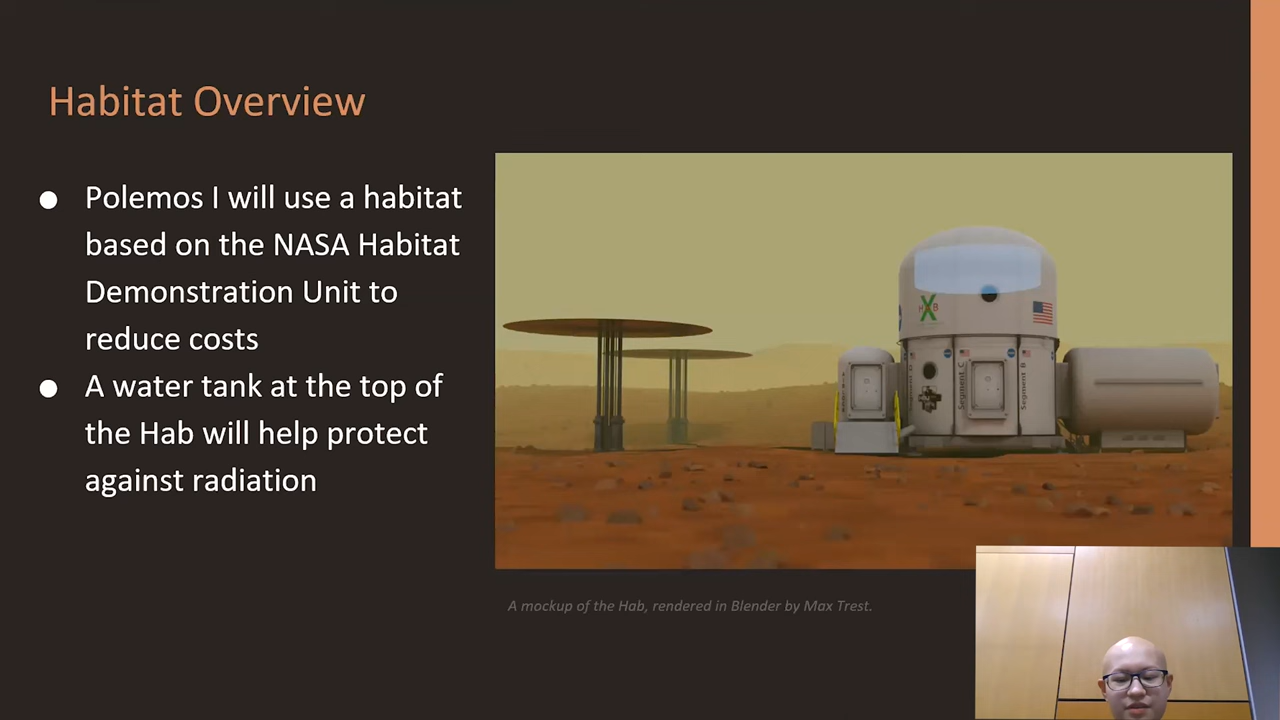 Habitat Overview
● Polemos I will use a habitat
based on the NASA Habitat
Demonstration Unit to
reduce costs
● A water tank at the top of
the Hab will help protect
against radiation
Segment C
Segment B
A mockup of the Hab, rendered in Blender by Max Trest.